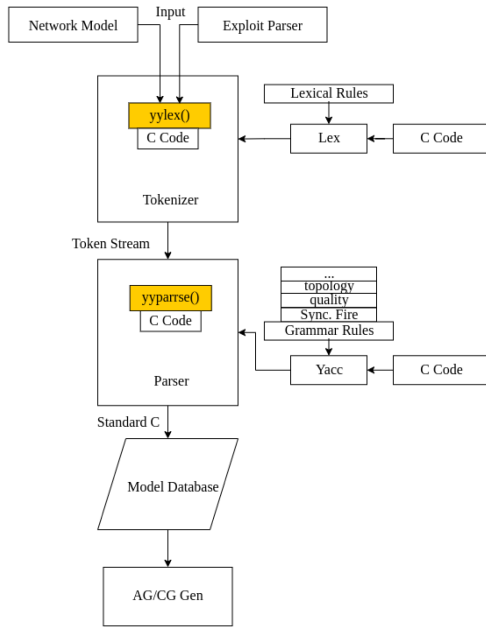 Input
Network Model
Exploit Parser
yylex()
C Code
Tokenizer
Lexical Rules
Lex
C Code
Token Stream
yyparrse()
C Code
Parser
...
topology
quality
Sync. Fire
Grammar Rules
Yacc
C Code
Standard C
Model Database
AG/CG Gen